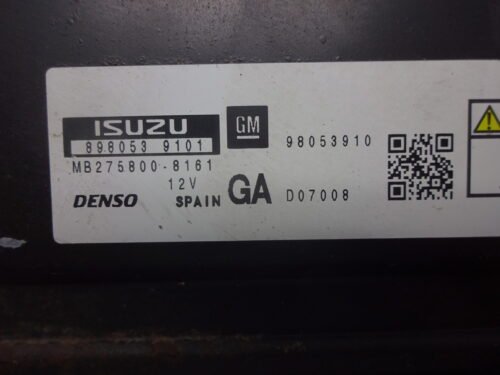 ISUZU GM
898053 9101 98053910
MB275800-8161
12V
DENSO SPAIN GA D07008